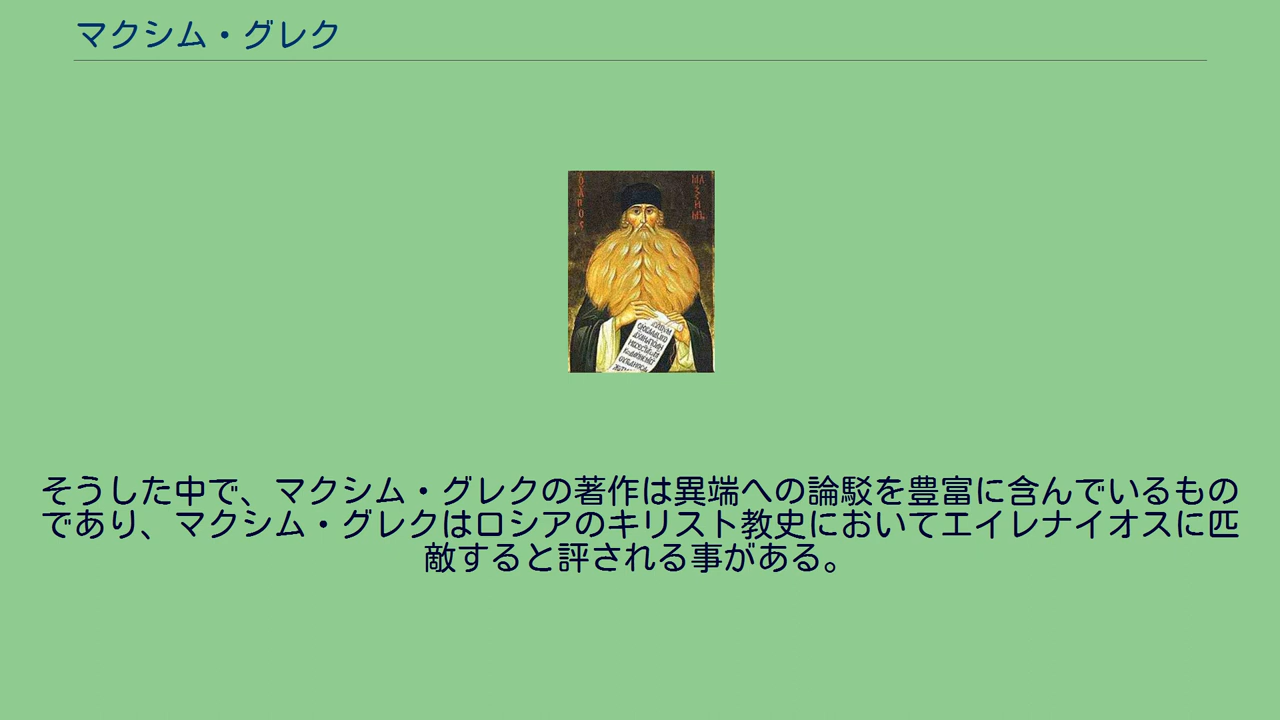 マクシム・グレク
そうした中で、マクシム・グレクの著作は異端への論駁を豊富に含んでいるもの
であり、マクシム・グレクはロシアのキリスト教史においてエイレナイオスに匹
敵すると評される事がある。